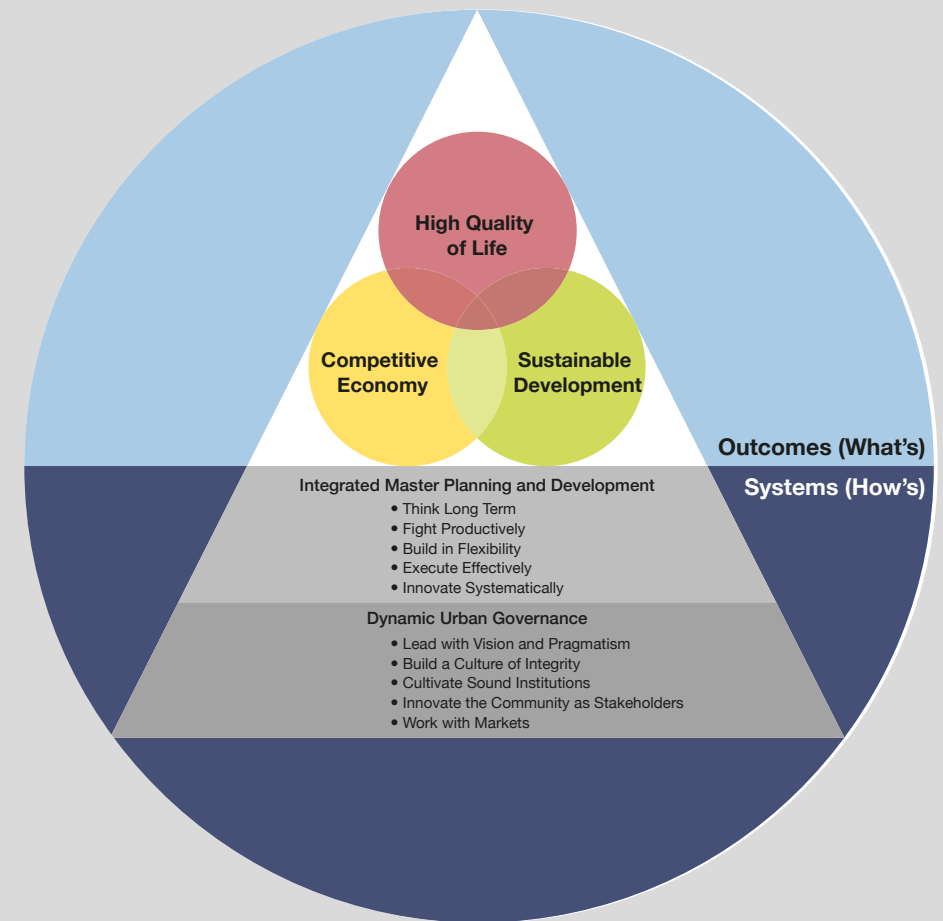 High Quality
of Life
Competitive
Economy
Sustainable
Development
Outcomes (What's)
Systems (How's)
Integrated Master Planning and Development
• Think Long Term
• Fight Productively
• Build in Flexibility
• Execute Effectively
• Innovate Systematically
Dynamic Urban Governance
• Lead with Vision and Pragmatism
• Build a Culture of Integrity
• Cultivate Sound Institutions
• Innovate the Community as Stakeholders
• Work with Markets